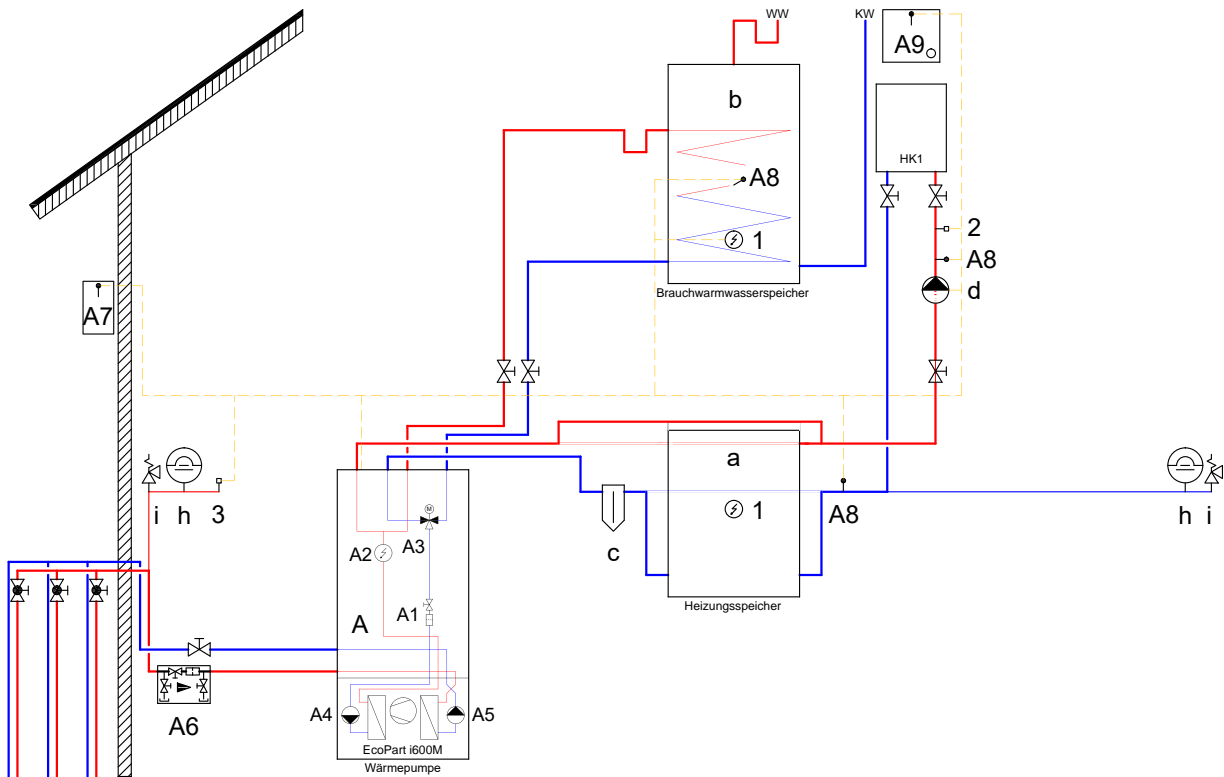 WW
KW
A9
b
HK1
A8
2
1
A8
Brauchwarmwasserspeicher
d
A7
a
i
h
3
1
A8
h
i
c
A2
A3
M
Heizungsspeicher
A1
A
A6
A4
A5
EcoPart i600M
Wärmepumpe